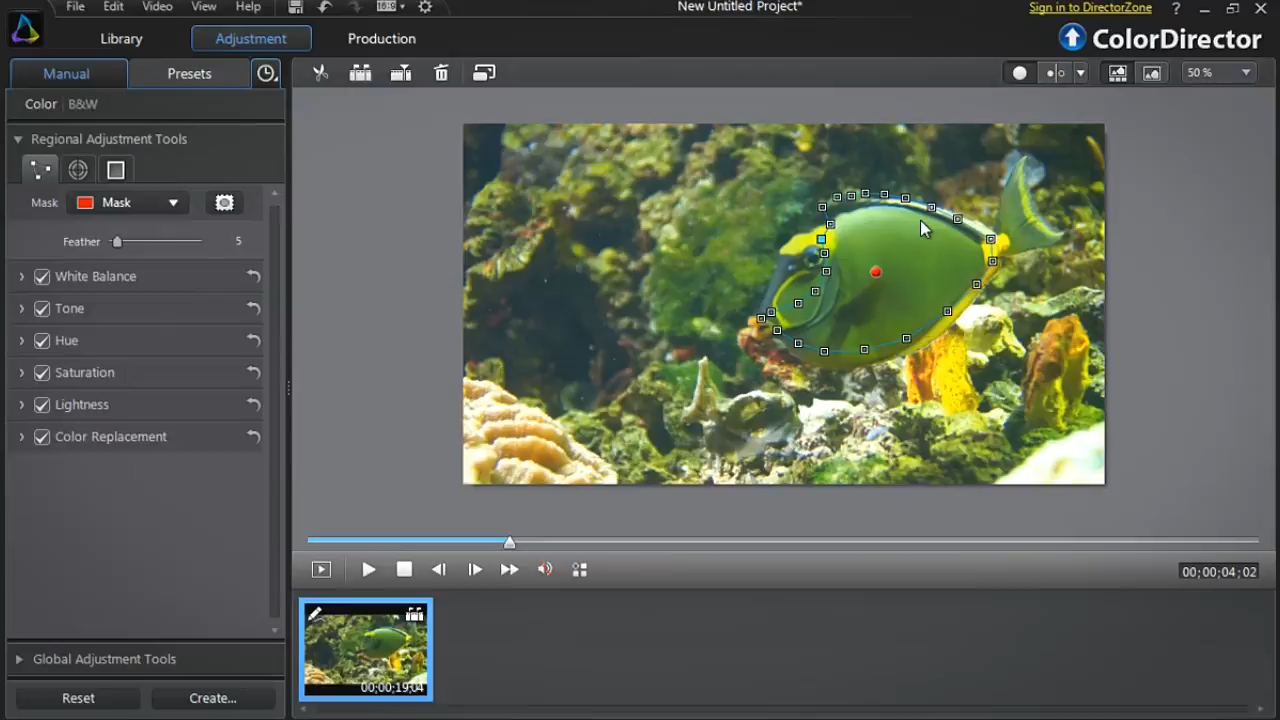 File Edit Video View Help 16:9 New Untitled Project* Sign in to DirectorZone ?
Library Adjustment Production ColorDirector
Manual Presets 50 %
Color | B&W
Regional Adjustment Tools
Mask Mask
Feather 5
White Balance
Tone
Hue
Saturation
Lightness
Color Replacement
00;00;04;02
00;00;19;04
Global Adjustment Tools
Reset Create...